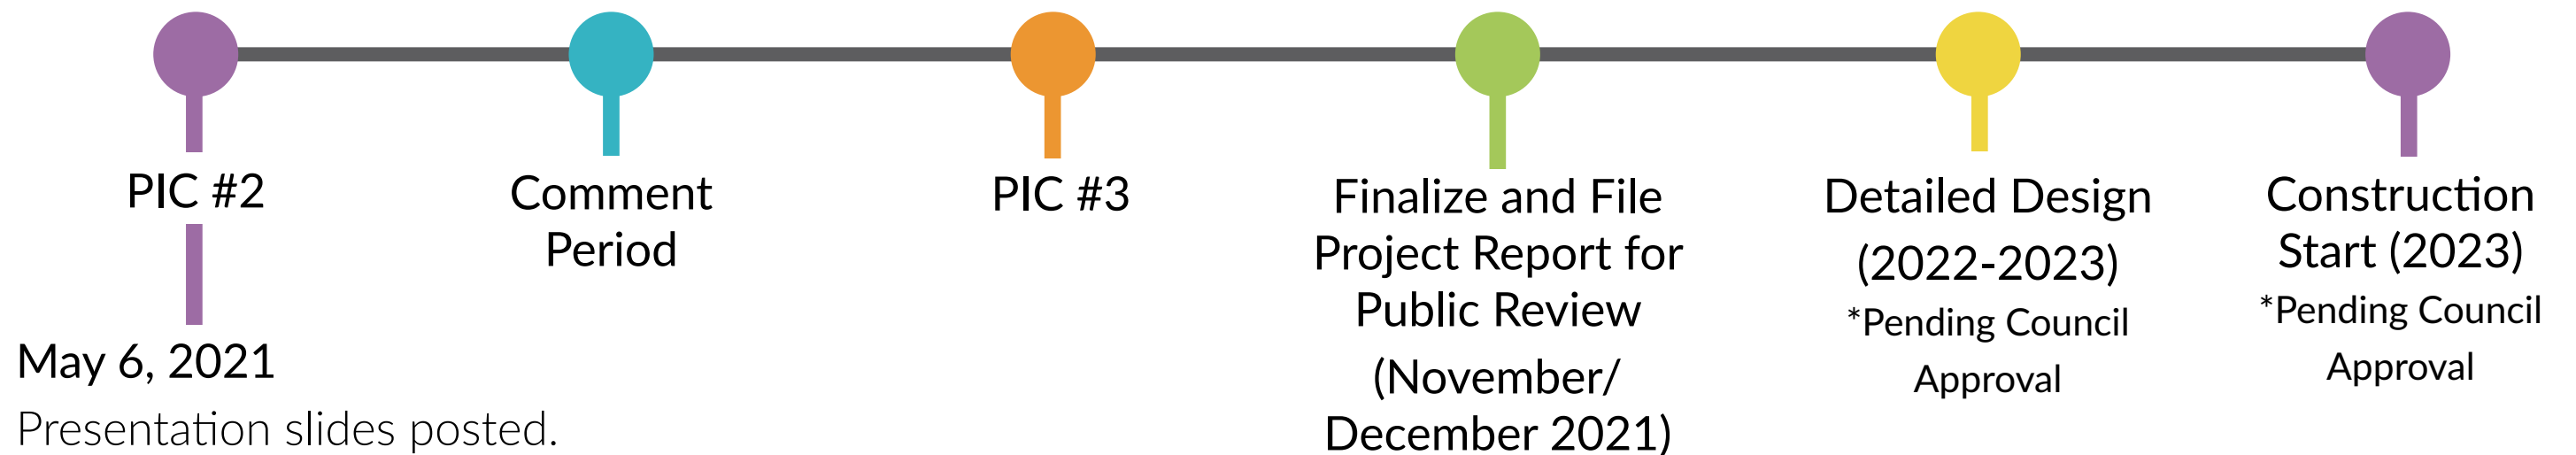 PIC #2
May 6, 2021
Presentation slides posted.
Comment
Period
PIC #3
Finalize and File
Project Report for
Public Review
(November/
December 2021)
Detailed Design
(2022-2023)
*Pending Council
Approval
Construction
Start (2023)
*Pending Council
Approval